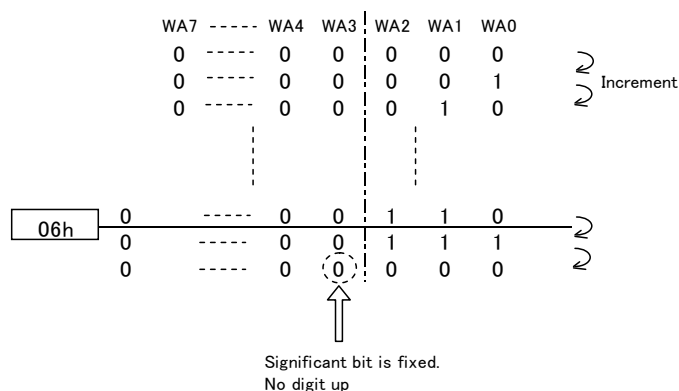 WA7 ----- WA4 WA3 WA2 WA1 WA0
0 ----- 0 0 0 0 0
0 ----- 0 0 0 0 1 Increment
0 ----- 0 0 0 1 0
06h 0 ----- 0 0 1 1 0
0 ----- 0 0 1 1 1
0 ----- 0 0 0 0 0
Significant bit is fixed.
No digit up